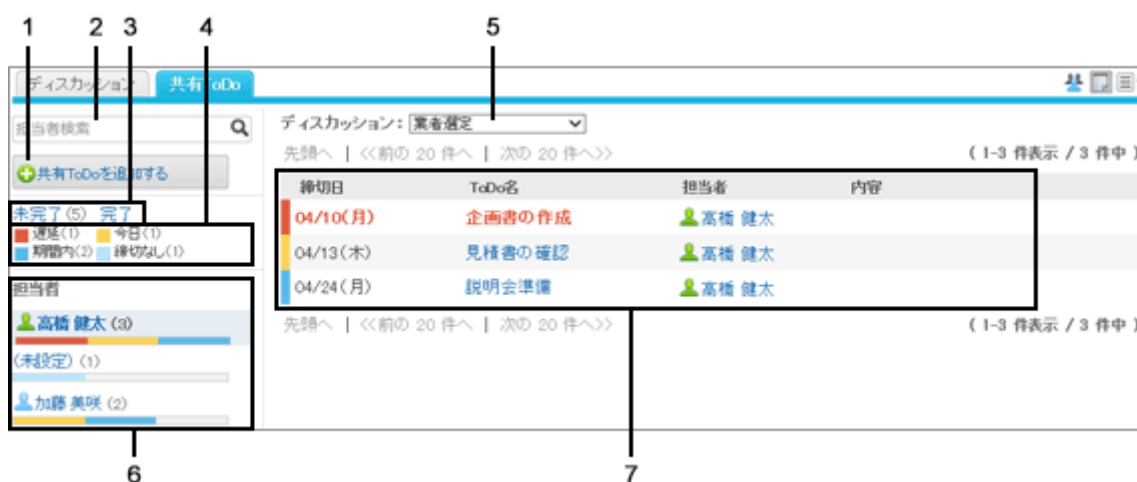 1 2 3 4 5
ディスカッション 共有ToDo
担当者検索
ディスカッション: 業者選定
先頭へ | <<前の 20 件へ | 次の 20 件へ>> ( 1-3 件表示 / 3 件中 )
共有ToDoを追加する
締切日 ToDo名 担当者 内容
未完了(5) 完了
遅延(1) 今日(1)
期間内(2) 締切なし(1)
04/10(月) 企画書の作成 高橋 健太
04/13(木) 見積書の確認 高橋 健太
04/24(月) 説明会準備 高橋 健太
担当者
高橋 健太 (3)
(未設定) (1)
加藤 美咲 (2)
先頭へ | <<前の 20 件へ | 次の 20 件へ>> ( 1-3 件表示 / 3 件中 )
6 7